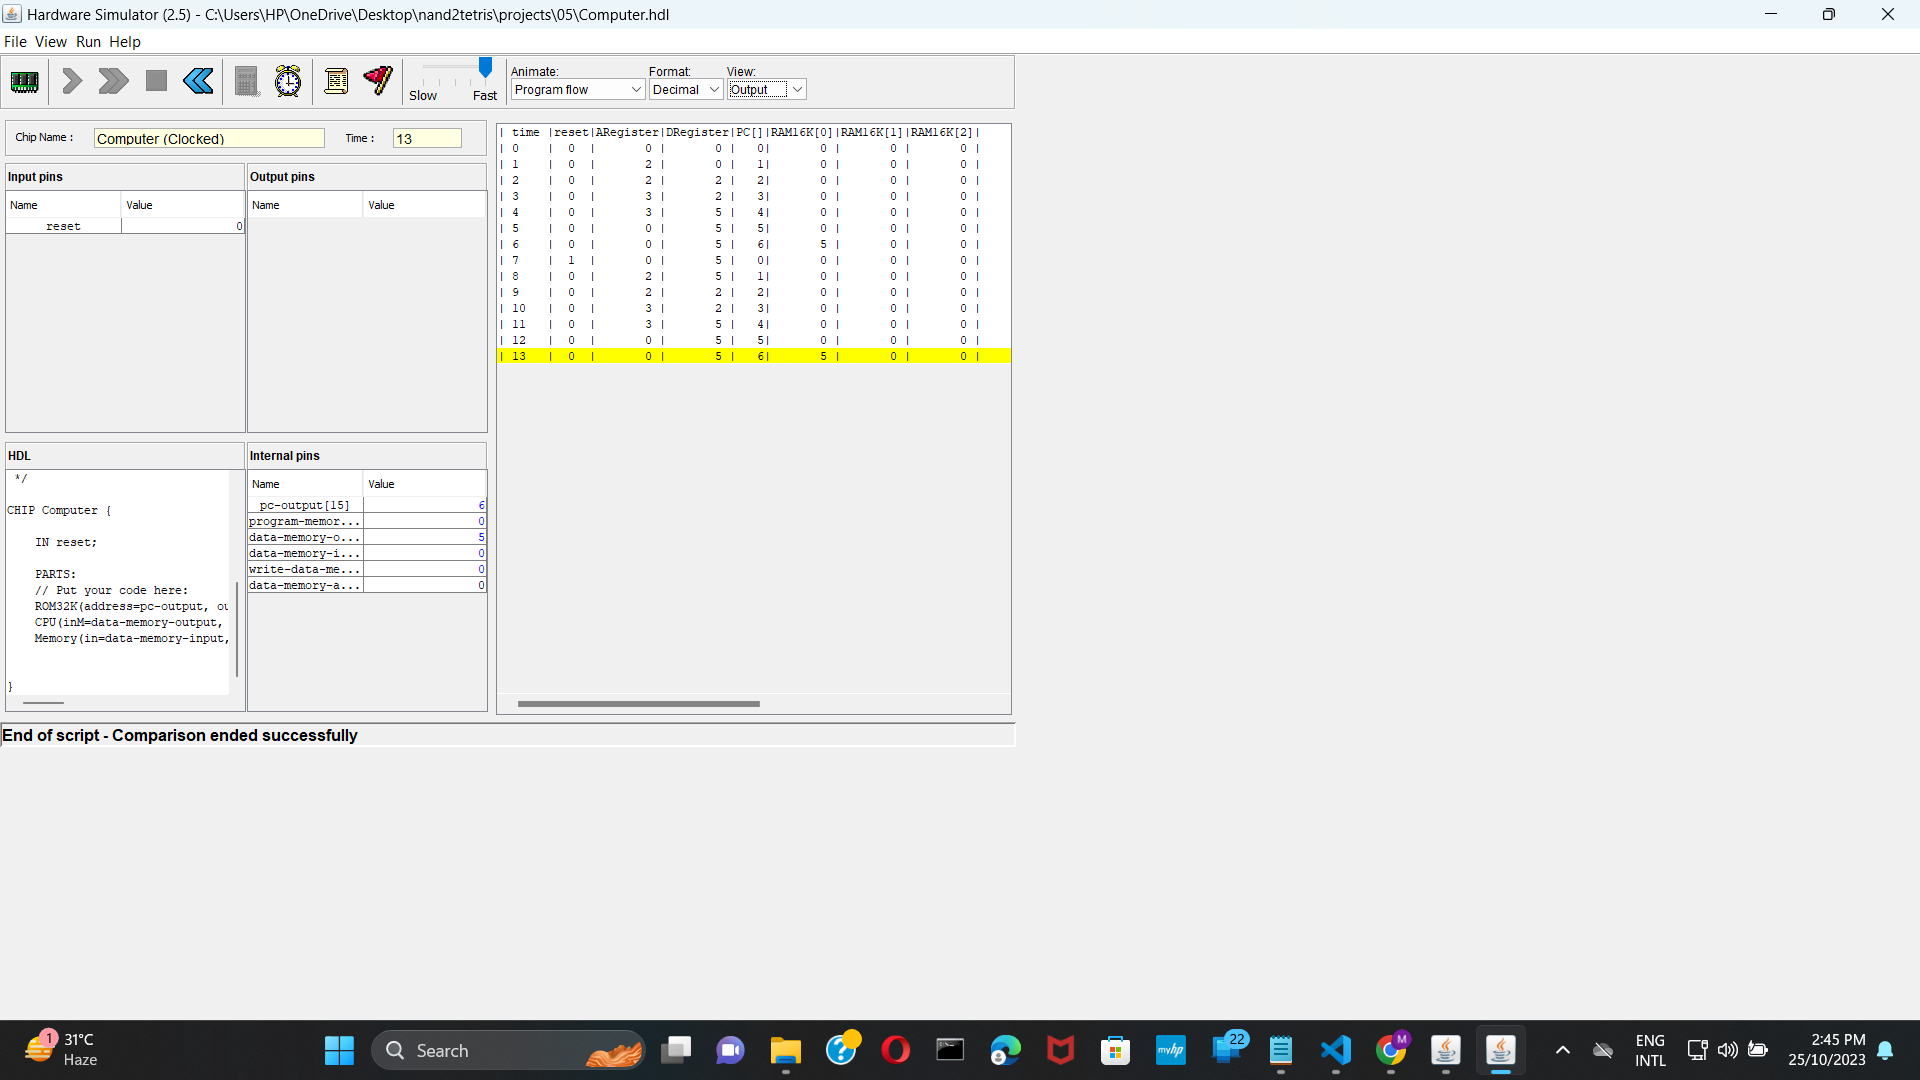 Hardware Simulator (2.5) - C:\Users\HP\OneDrive\Desktop\nand2tetris\projects\05\Computer.hdl
File View Run Help
Slow Fast
Animate: Format: View:
Program flow Decimal Output
Chip Name : Computer (Clocked) Time : 13
Input pins
Name Value
reset 0
Output pins
Name Value
| time |reset|ARegister|DRegister|PC[]|RAM16K[0]|RAM16K[1]|RAM16K[2]|
| 0 | 0 | 0 | 0 | 0| 0 | 0 | 0 |
| 1 | 0 | 2 | 0 | 1| 0 | 0 | 0 |
| 2 | 0 | 2 | 2 | 2| 0 | 0 | 0 |
| 3 | 0 | 3 | 2 | 3| 0 | 0 | 0 |
| 4 | 0 | 3 | 5 | 4| 0 | 0 | 0 |
| 5 | 0 | 0 | 5 | 5| 0 | 0 | 0 |
| 6 | 0 | 0 | 5 | 6| 5 | 0 | 0 |
| 7 | 1 | 0 | 5 | 0| 0 | 0 | 0 |
| 8 | 0 | 2 | 5 | 1| 0 | 0 | 0 |
| 9 | 0 | 2 | 2 | 2| 0 | 0 | 0 |
| 10 | 0 | 3 | 2 | 3| 0 | 0 | 0 |
| 11 | 0 | 3 | 5 | 4| 0 | 0 | 0 |
| 12 | 0 | 0 | 5 | 5| 0 | 0 | 0 |
| 13 | 0 | 0 | 5 | 6| 5 | 0 | 0 |
HDL
*/
CHIP Computer {
IN reset;
PARTS:
// Put your code here:
ROM32K(address=pc-output, ou
CPU(inM=data-memory-output,
Memory(in=data-memory-input,
}
Internal pins
Name Value
pc-output[15] 6
program-memor... 0
data-memory-o... 5
data-memory-i... 0
write-data-me... 0
data-memory-a... 0
End of script - Comparison ended successfully
1
31°C
Haze
Search
myhp
22
M
ENG
INTL
2:45 PM
25/10/2023